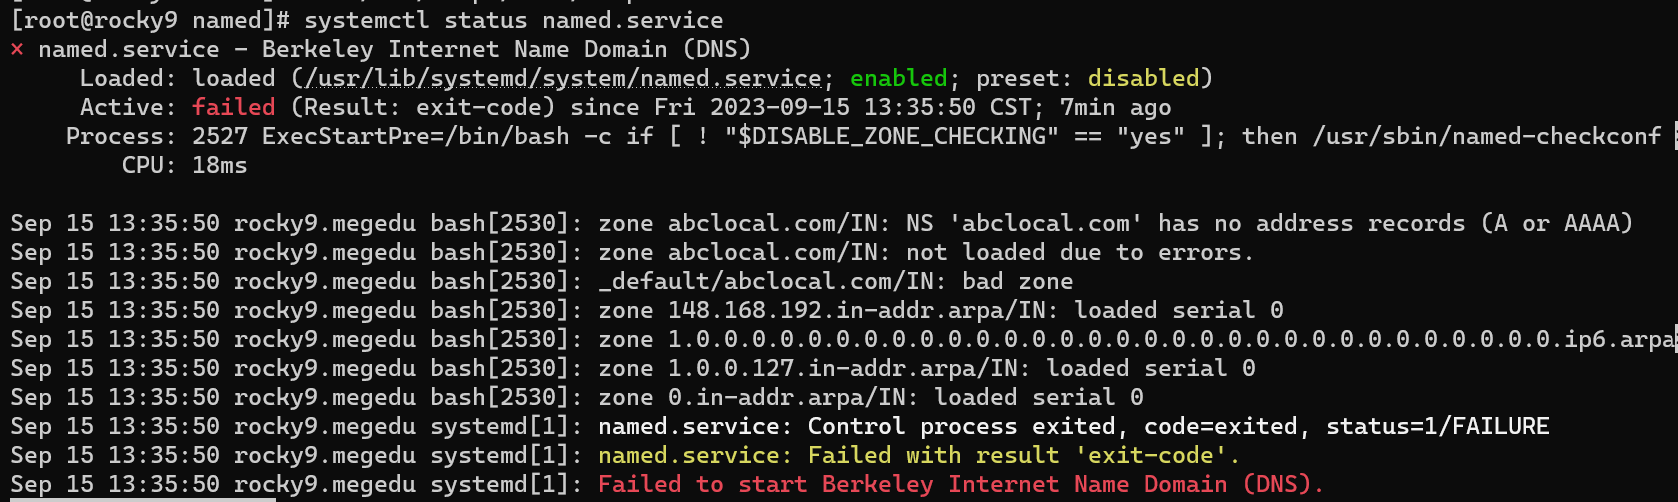 [root@rocky9 named]# systemctl status named.service
× named.service - Berkeley Internet Name Domain (DNS)
Loaded: loaded (/usr/lib/systemd/system/named.service; enabled; preset: disabled)
Active: failed (Result: exit-code) since Fri 2023-09-15 13:35:50 CST; 7min ago
Process: 2527 ExecStartPre=/bin/bash -c if [ ! "$DISABLE_ZONE_CHECKING" == "yes" ]; then /usr/sbin/named-checkconf
CPU: 18ms
Sep 15 13:35:50 rocky9.megedu bash[2530]: zone abclocal.com/IN: NS 'abclocal.com' has no address records (A or AAAA)
Sep 15 13:35:50 rocky9.megedu bash[2530]: zone abclocal.com/IN: not loaded due to errors.
Sep 15 13:35:50 rocky9.megedu bash[2530]: _default/abclocal.com/IN: bad zone
Sep 15 13:35:50 rocky9.megedu bash[2530]: zone 148.168.192.in-addr.arpa/IN: loaded serial 0
Sep 15 13:35:50 rocky9.megedu bash[2530]: zone 1.0.0.0.0.0.0.0.0.0.0.0.0.0.0.0.0.0.0.0.0.0.0.0.0.0.0.0.0.0.0.0.ip6.arpa
Sep 15 13:35:50 rocky9.megedu bash[2530]: zone 1.0.0.127.in-addr.arpa/IN: loaded serial 0
Sep 15 13:35:50 rocky9.megedu bash[2530]: zone 0.in-addr.arpa/IN: loaded serial 0
Sep 15 13:35:50 rocky9.megedu systemd[1]: named.service: Control process exited, code=exited, status=1/FAILURE
Sep 15 13:35:50 rocky9.megedu systemd[1]: named.service: Failed with result 'exit-code'.
Sep 15 13:35:50 rocky9.megedu systemd[1]: Failed to start Berkeley Internet Name Domain (DNS).